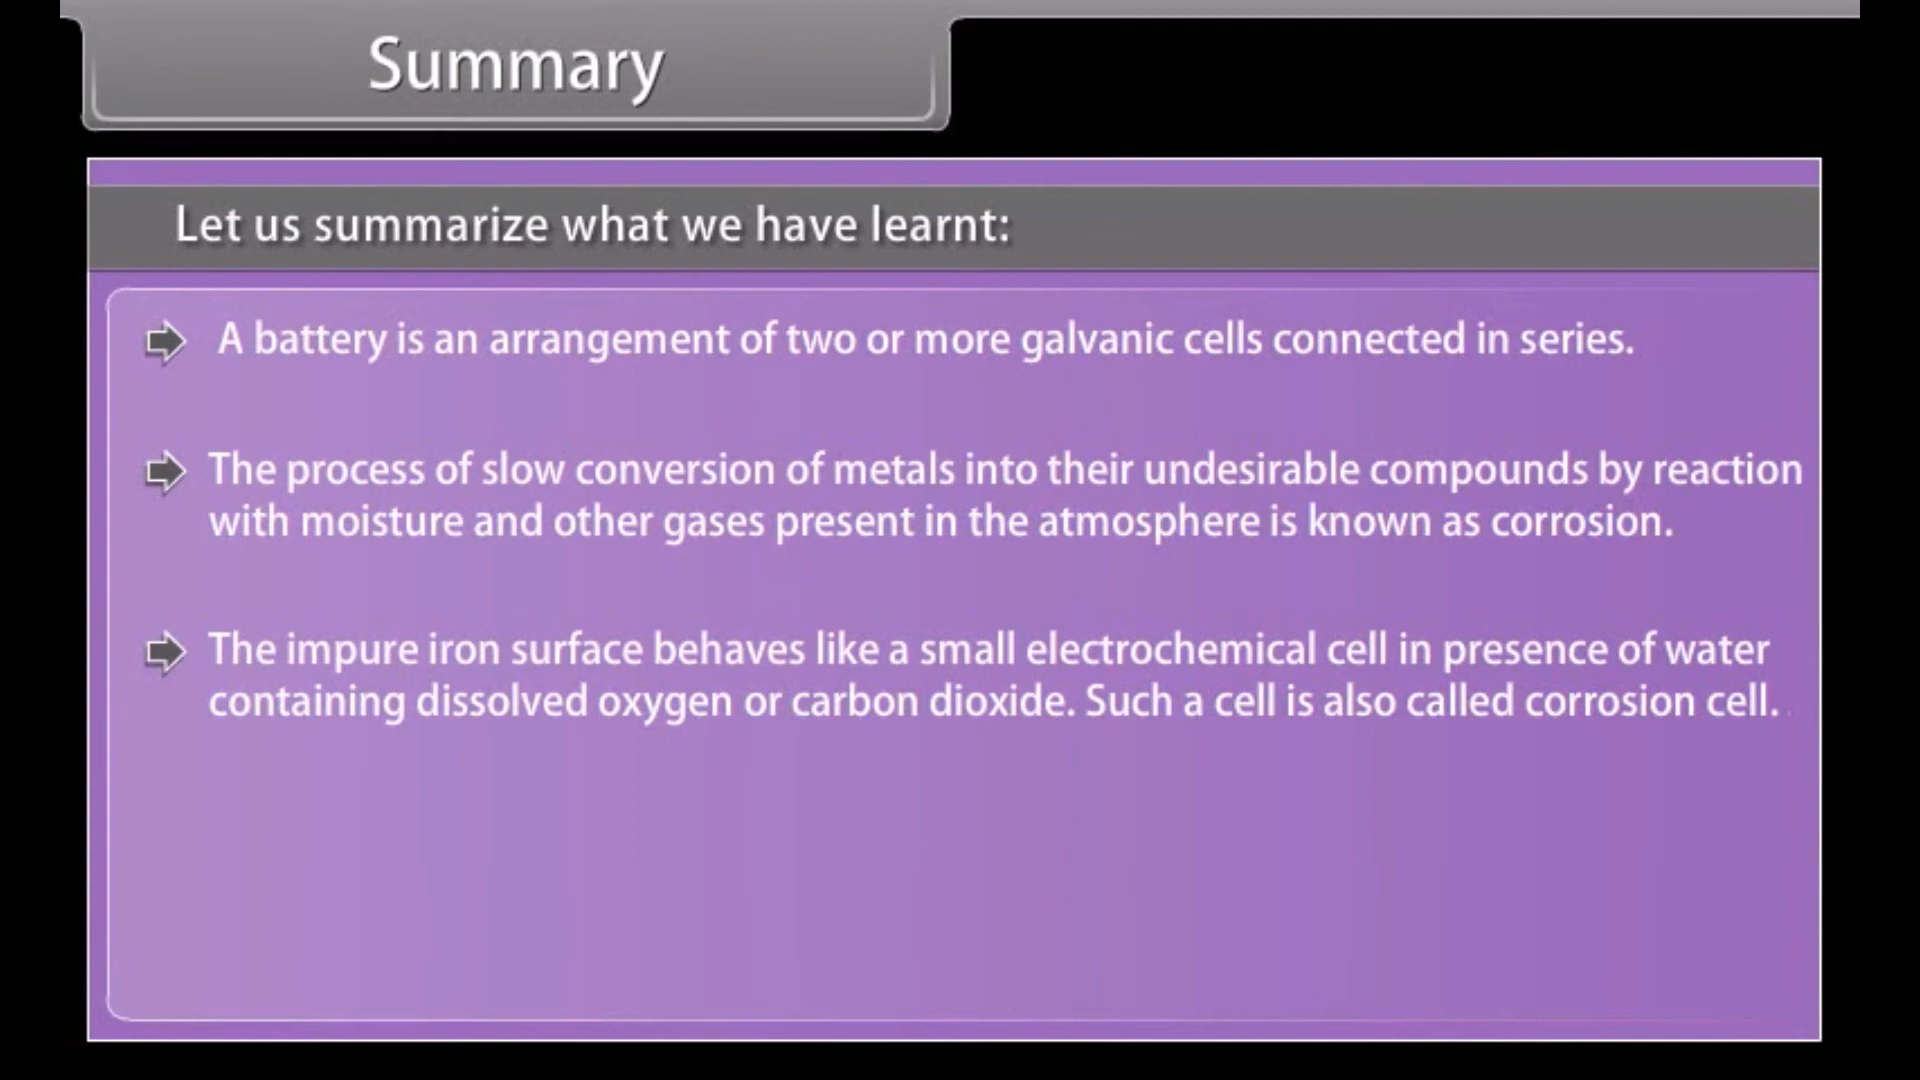 Summary
Let us summarize what we have learnt:
A battery is an arrangement of two or more galvanic cells connected in series.
The process of slow conversion of metals into their undesirable compounds by reaction
with moisture and other gases present in the atmosphere is known as corrosion.
The impure iron surface behaves like a small electrochemical cell in presence of water
containing dissolved oxygen or carbon dioxide. Such a cell is also called corrosion cell.